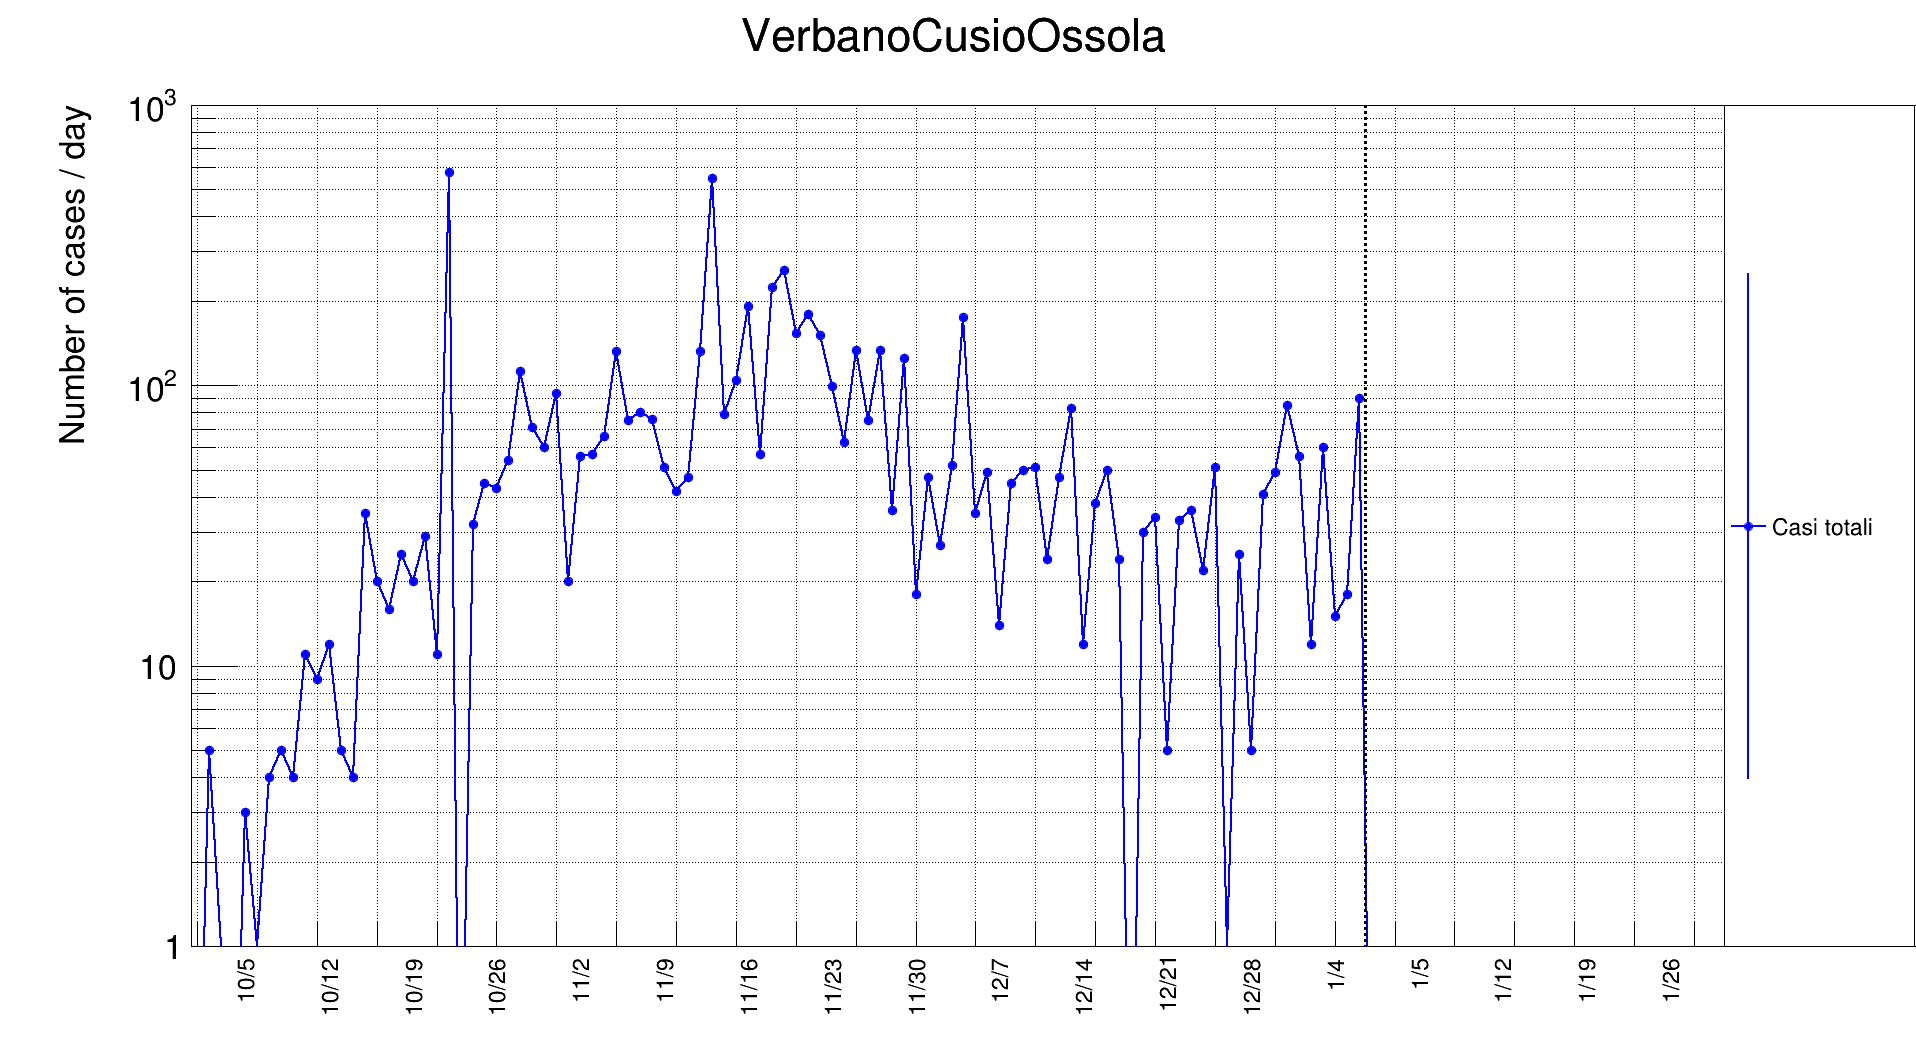 VerbanoCusioOssola
Number of cases / day
10³
10²
10
1
10/5 10/12 10/19 10/26 11/2 11/9 11/16 11/23 11/30 12/7 12/14 12/21 12/28 1/4 1/5 1/12 1/19 1/26
Casi totali